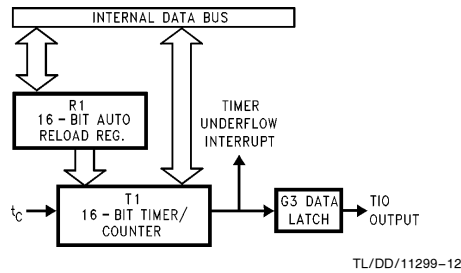 INTERNAL DATA BUS
R1
16-BIT AUTO
RELOAD REG.
TIMER
UNDERFLOW
INTERRUPT
tC
T1
16-BIT TIMER/
COUNTER
G3 DATA
LATCH
TIO
OUTPUT
TL/DD/11299-12